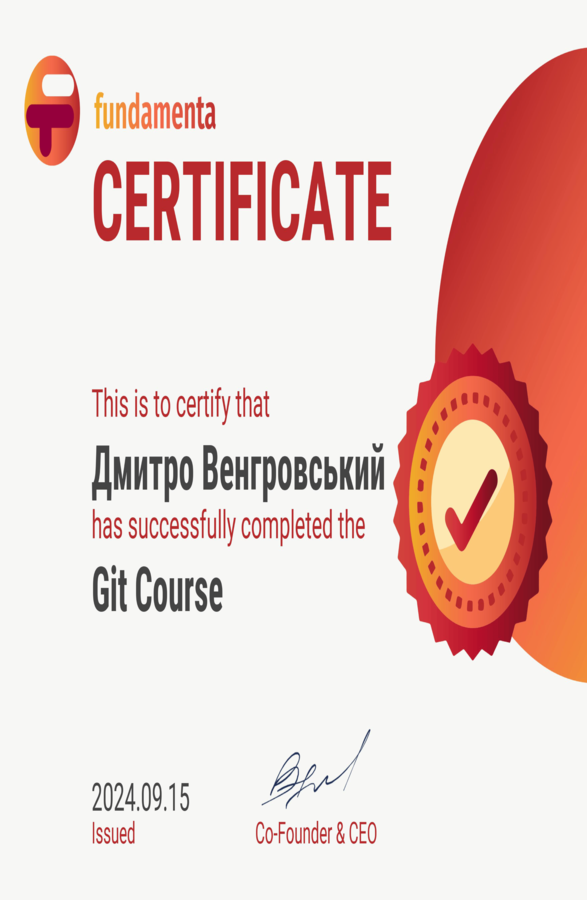 fundamenta
CERTIFICATE
This is to certify that
Дмитро Венгровський
has successfully completed the
Git Course
2024.09.15
Issued
Co-Founder & CEO